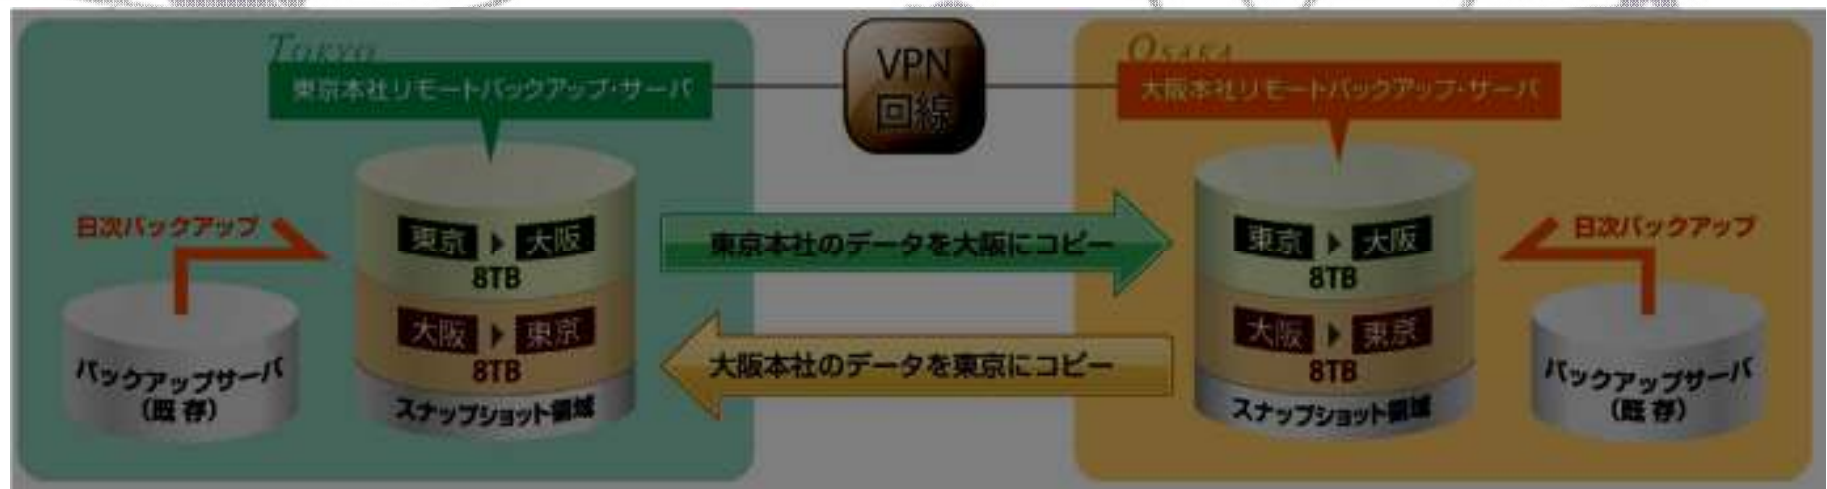 TOKYO
東京本社リモートバックアップ・サーバ
VPN
回線
OSAKA
大阪本社リモートバックアップ・サーバ
日次バックアップ
バックアップサーバ
(既存)
東京 ▶ 大阪
8TB
大阪 ▶ 東京
8TB
スナップショット領域
東京本社のデータを大阪にコピー
大阪本社のデータを東京にコピー
東京 ▶ 大阪
8TB
大阪 ▶ 東京
8TB
スナップショット領域
日次バックアップ
バックアップサーバ
(既存)